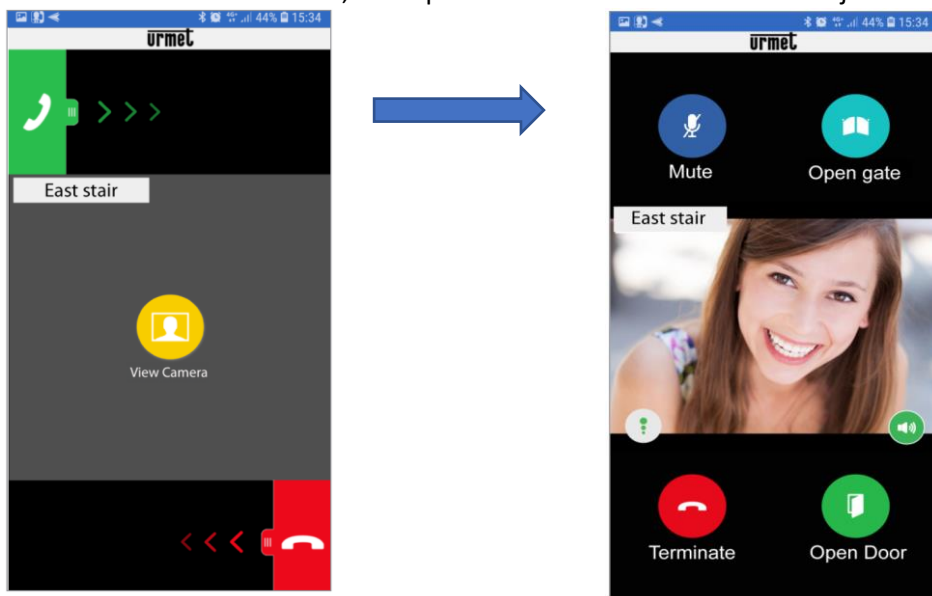 44% 15:34
urmet
East stair
View Camera
44% 15:34
urmet
Mute
Open gate
East stair
Terminate
Open Door